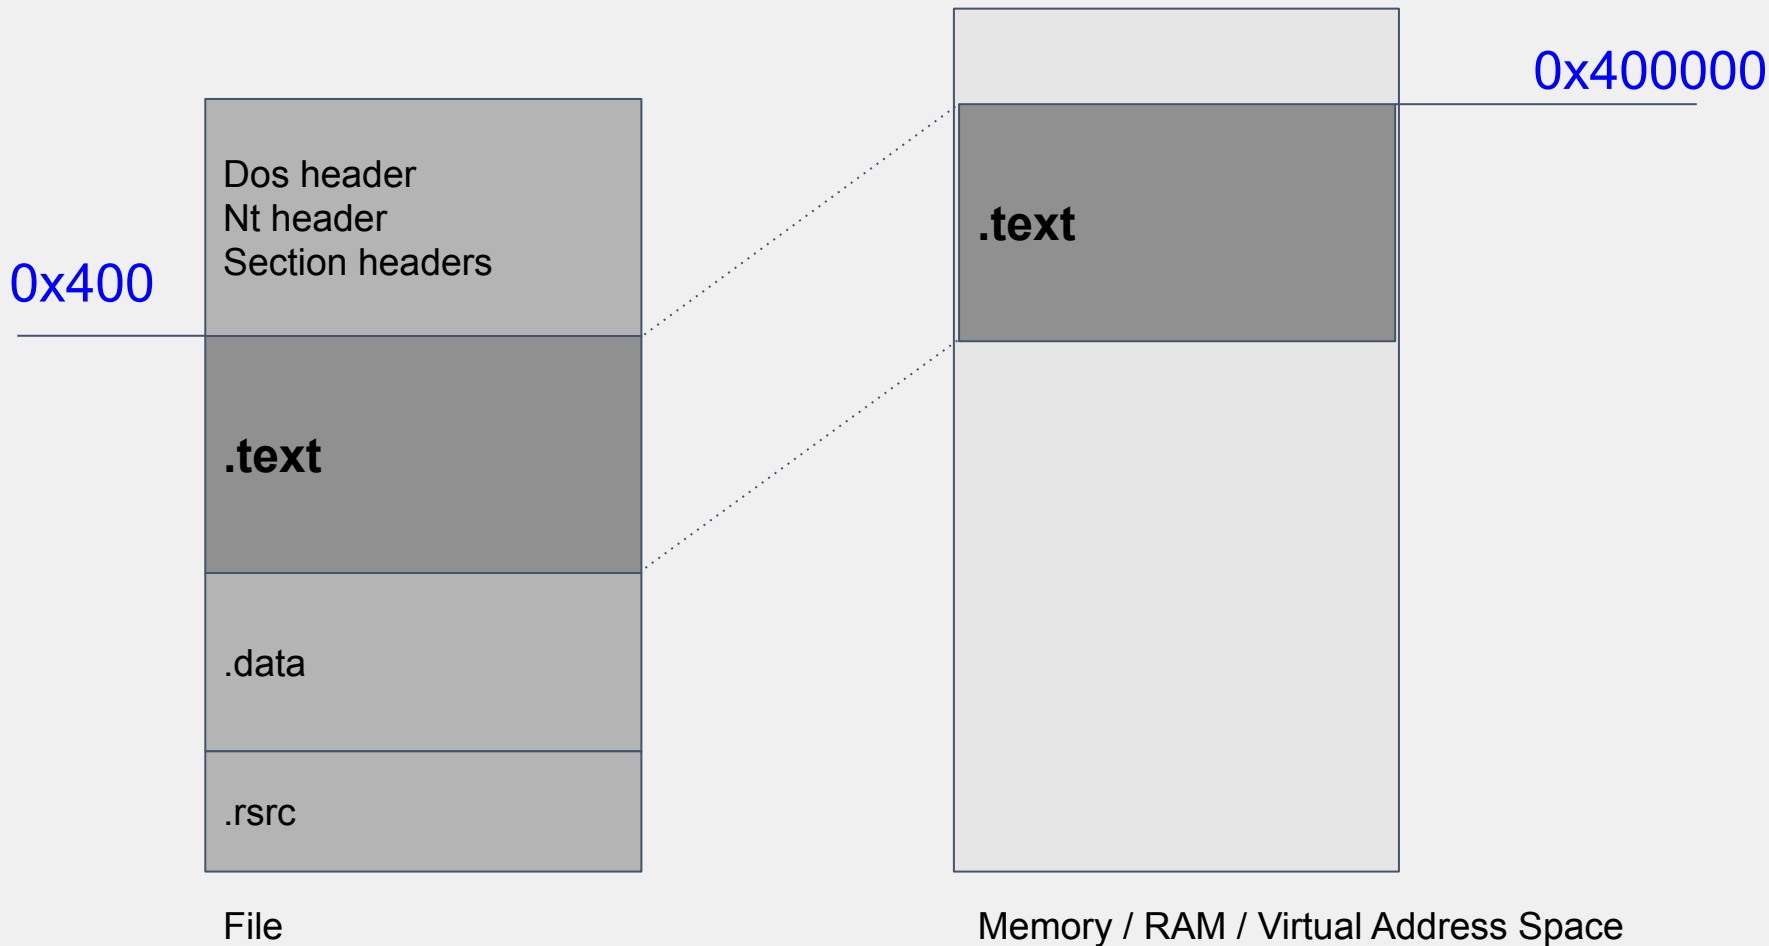 0x400000
Dos header
Nt header
Section headers
.text
0x400
.text
.data
.rsrc
File
Memory / RAM / Virtual Address Space